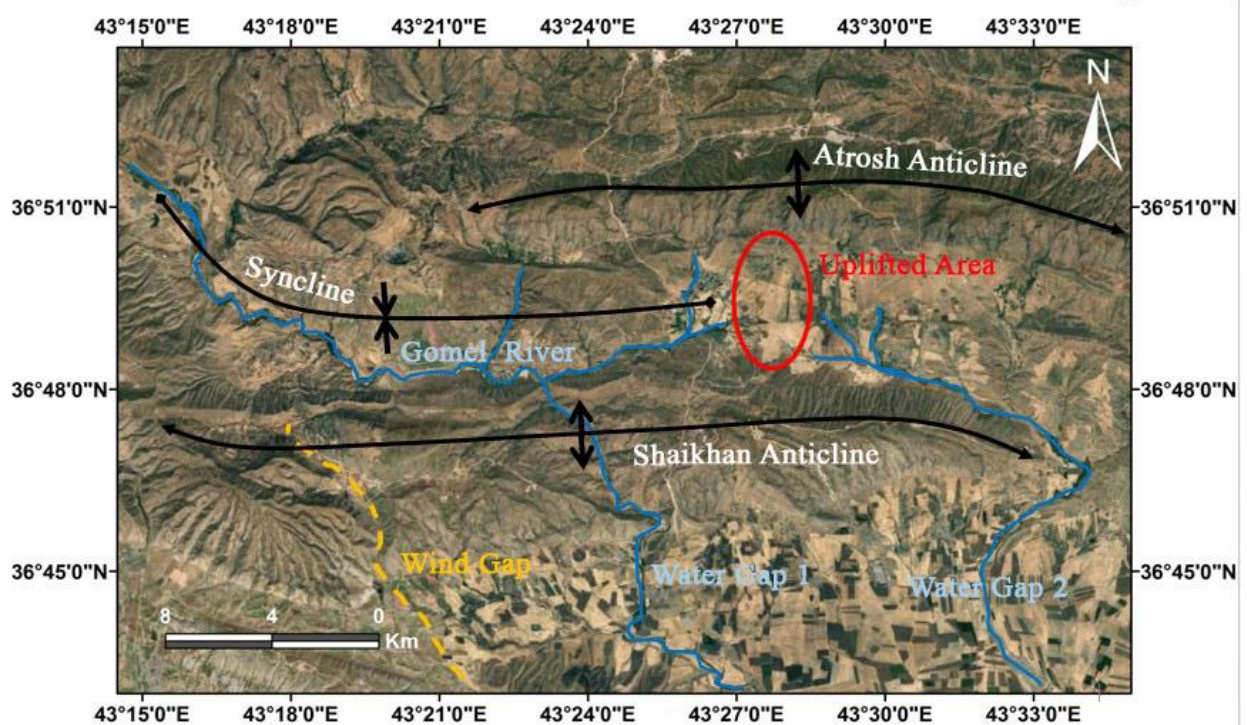 43°15'0"E 43°18'0"E 43°21'0"E 43°24'0"E 43°27'0"E 43°30'0"E 43°33'0"E
N
Atrosh Anticline
36°51'0"N 36°51'0"N
Syncline
Uplifted Area
Gomel River
36°48'0"N 36°48'0"N
Shaikhan Anticline
Wind Gap
Water Gap 1
Water Gap 2
36°45'0"N 36°45'0"N
8 4 0
Km
43°15'0"E 43°18'0"E 43°21'0"E 43°24'0"E 43°27'0"E 43°30'0"E 43°33'0"E